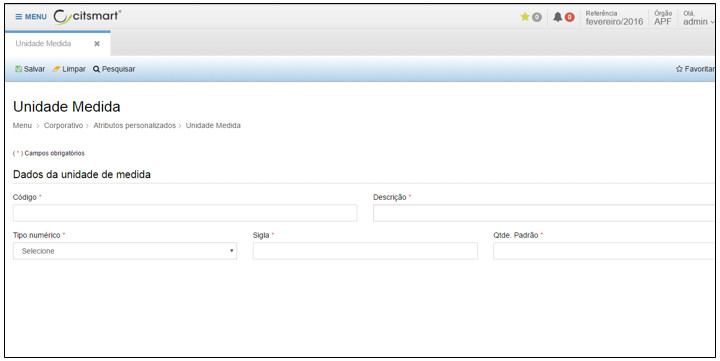 ≡ MENU citsmart®
0 0 Referência fevereiro/2016 Órgão APF Olá, admin
Unidade Medida ×
Salvar Limpar Pesquisar Favoritar
Unidade Medida
Menu > Corporativo > Atributos personalizados > Unidade Medida
( * ) Campos obrigatórios
Dados da unidade de medida
Código * Descrição *
Tipo numérico * Sigla * Qtde. Padrão *
Selecione